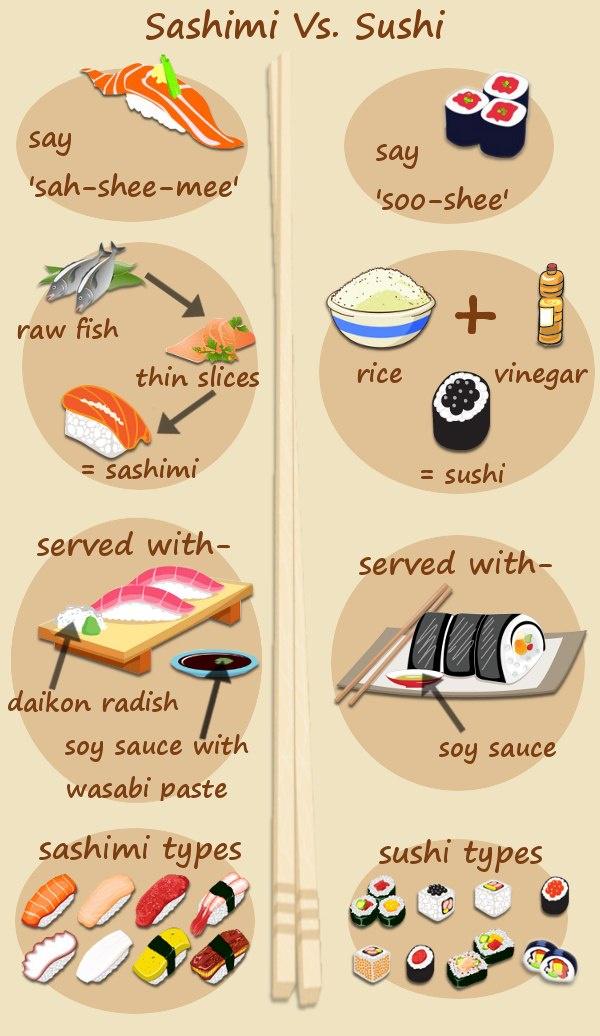 Sashimi Vs. Sushi
say
'sah-shee-mee'
raw fish
thin slices
= sashimi
served with-
daikon radish
soy sauce with
wasabi paste
sashimi types
say
'soo-shee'
+
rice
vinegar
= sushi
served with-
soy sauce
sushi types